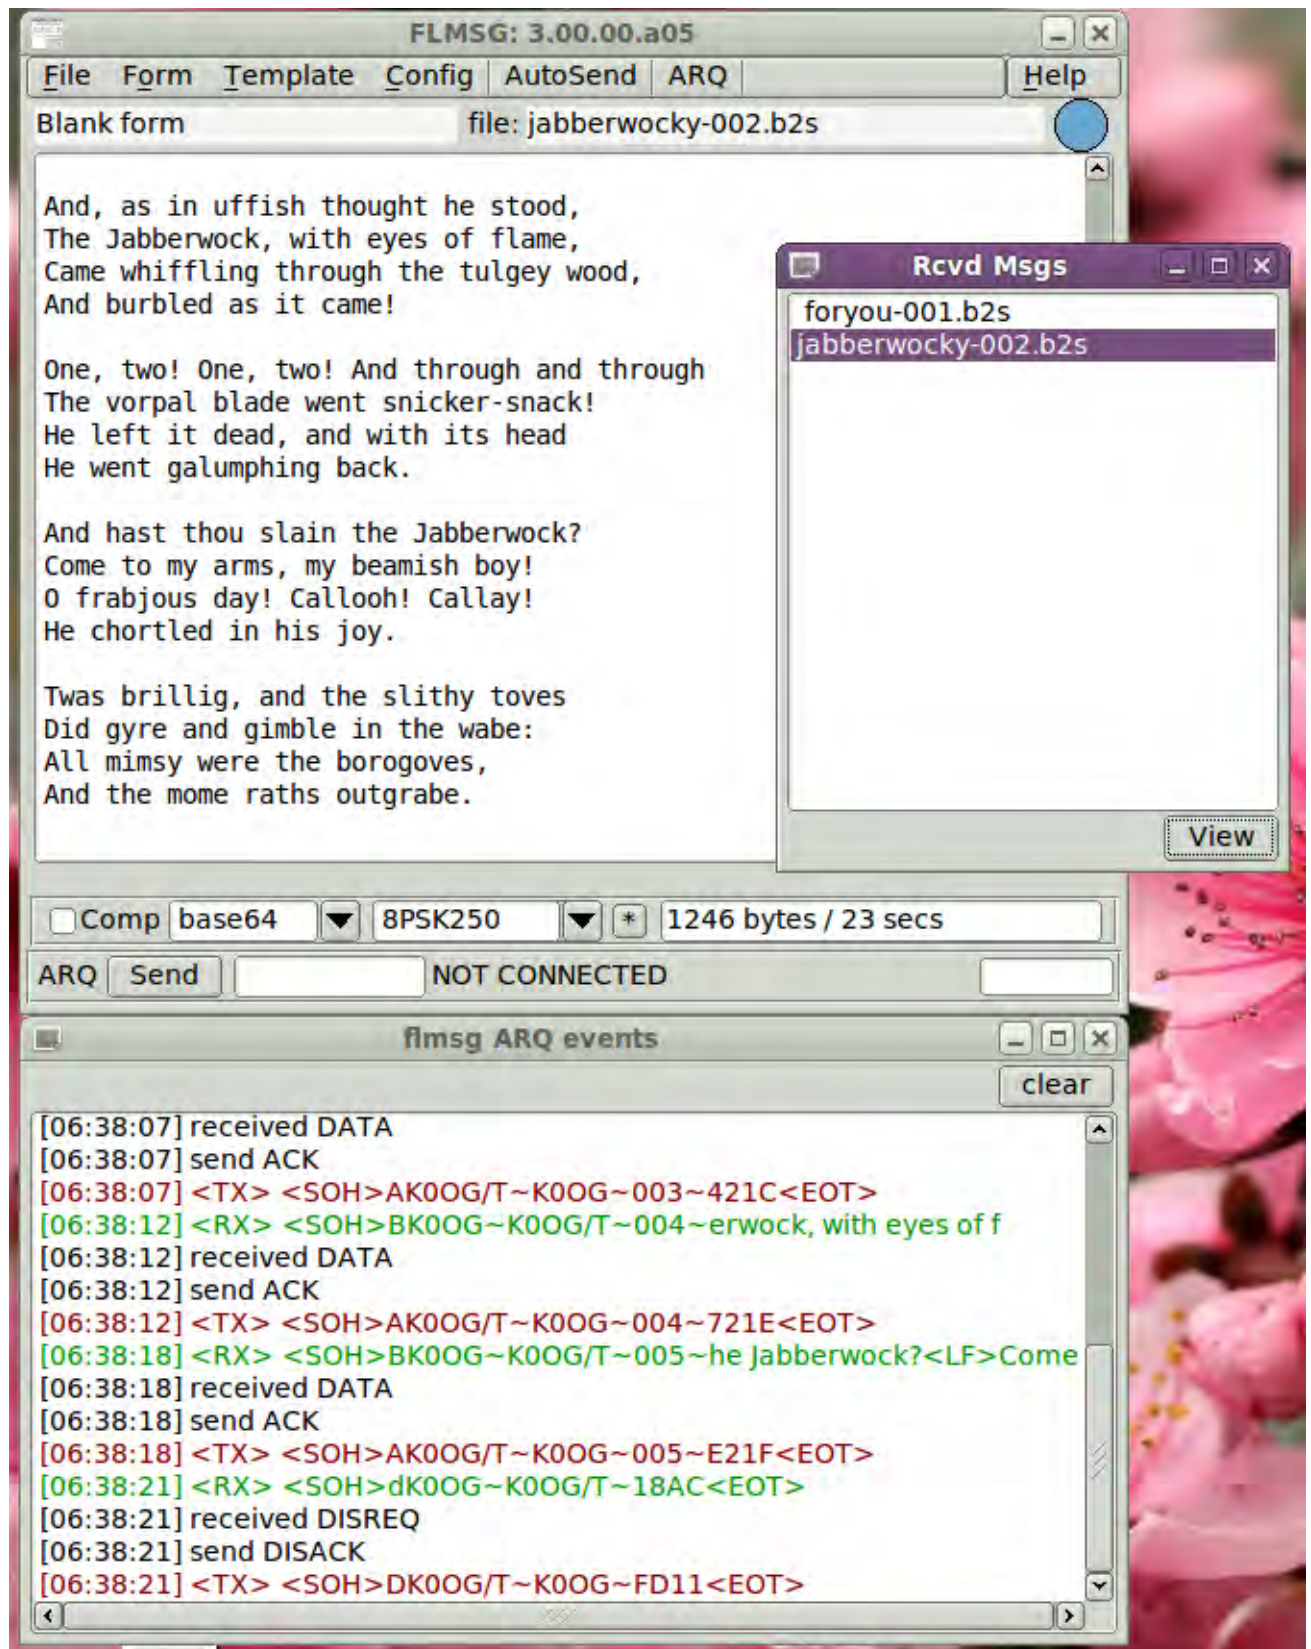 FLMSG: 3.00.00.a05
File Form Template Config AutoSend ARQ Help
Blank form file: jabberwocky-002.b2s
And, as in uffish thought he stood,
The Jabberwock, with eyes of flame,
Came whiffling through the tulgey wood,
And burbled as it came!
One, two! One, two! And through and through
The vorpal blade went snicker-snack!
He left it dead, and with its head
He went galumphing back.
And hast thou slain the Jabberwock?
Come to my arms, my beamish boy!
O frabjous day! Callooh! Callay!
He chortled in his joy.
Twas brillig, and the slithy toves
Did gyre and gimble in the wabe:
All mimsy were the borogoves,
And the mome raths outgrabe.
Rcvd Msgs
foryou-001.b2s
jabberwocky-002.b2s
View
Comp base64 8PSK250 * 1246 bytes / 23 secs
ARQ Send NOT CONNECTED
flmsg ARQ events
clear
[06:38:07] received DATA
[06:38:07] send ACK
[06:38:07] <TX> <SOH>AK0OG/T~K0OG~003~421C<EOT>
[06:38:12] <RX> <SOH>BK0OG~K0OG/T~004~erwock, with eyes of f
[06:38:12] received DATA
[06:38:12] send ACK
[06:38:12] <TX> <SOH>AK0OG/T~K0OG~004~721E<EOT>
[06:38:18] <RX> <SOH>BK0OG~K0OG/T~005~he Jabberwock?<LF>Come
[06:38:18] received DATA
[06:38:18] send ACK
[06:38:18] <TX> <SOH>AK0OG/T~K0OG~005~E21F<EOT>
[06:38:21] <RX> <SOH>dK0OG~K0OG/T~18AC<EOT>
[06:38:21] received DISREQ
[06:38:21] send DISACK
[06:38:21] <TX> <SOH>DK0OG/T~K0OG~FD11<EOT>